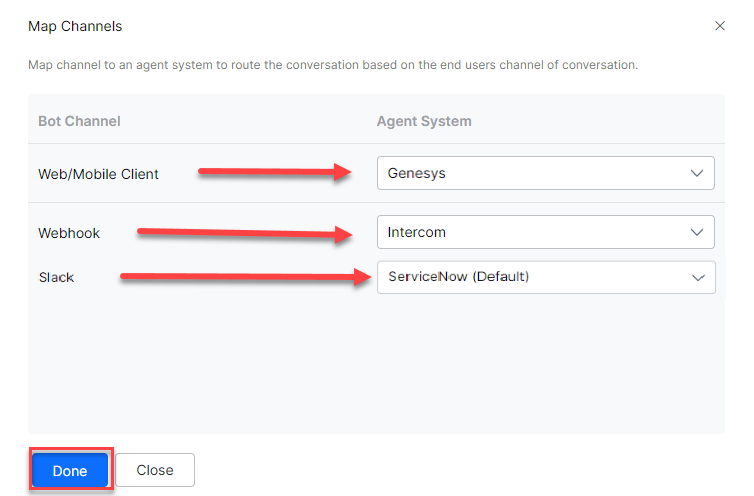 Map Channels
Map channel to an agent system to route the conversation based on the end users channel of conversation.
Bot Channel Agent System
Web/Mobile Client Genesys
Webhook Intercom
Slack ServiceNow (Default)
Done Close